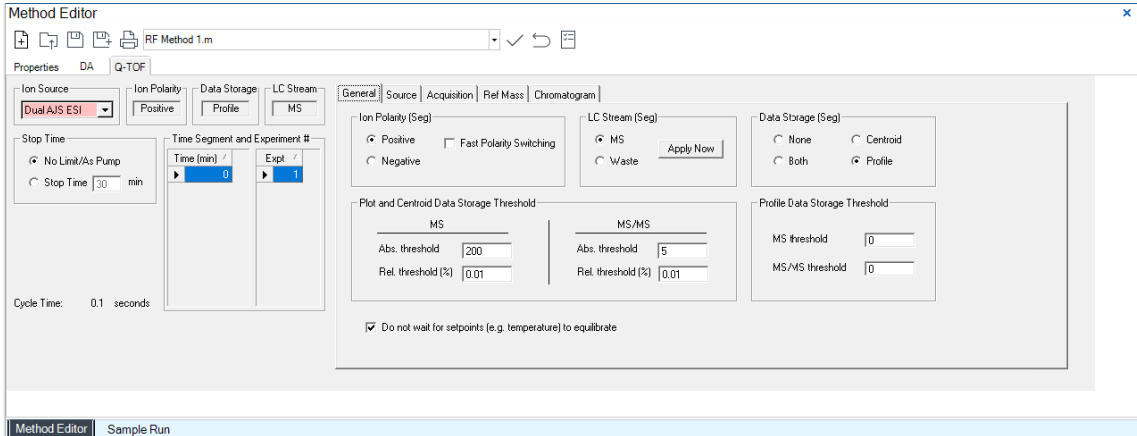 Method Editor
RF Method 1.m
Properties DA Q-TOF
Ion Source Ion Polarity Data Storage LC Stream
Dual AJS ESI Positive Profile MS
General Source Acquisition Ref Mass Chromatogram
Ion Polarity (Seg) LC Stream (Seg) Data Storage (Seg)
Positive Fast Polarity Switching MS Apply Now None Centroid
Negative Waste Both Profile
Stop Time Time Segment and Experiment #
No Limit/As Pump Time (min) Expt
0 1
Stop Time 30 min
Plot and Centroid Data Storage Threshold Profile Data Storage Threshold
MS MS/MS
Abs. threshold 200 Abs. threshold 5 MS threshold 0
Rel. threshold (%) 0.01 Rel. threshold (%) 0.01 MS/MS threshold 0
Cycle Time: 0.1 seconds
Do not wait for setpoints (e.g. temperature) to equilibrate
Method Editor Sample Run